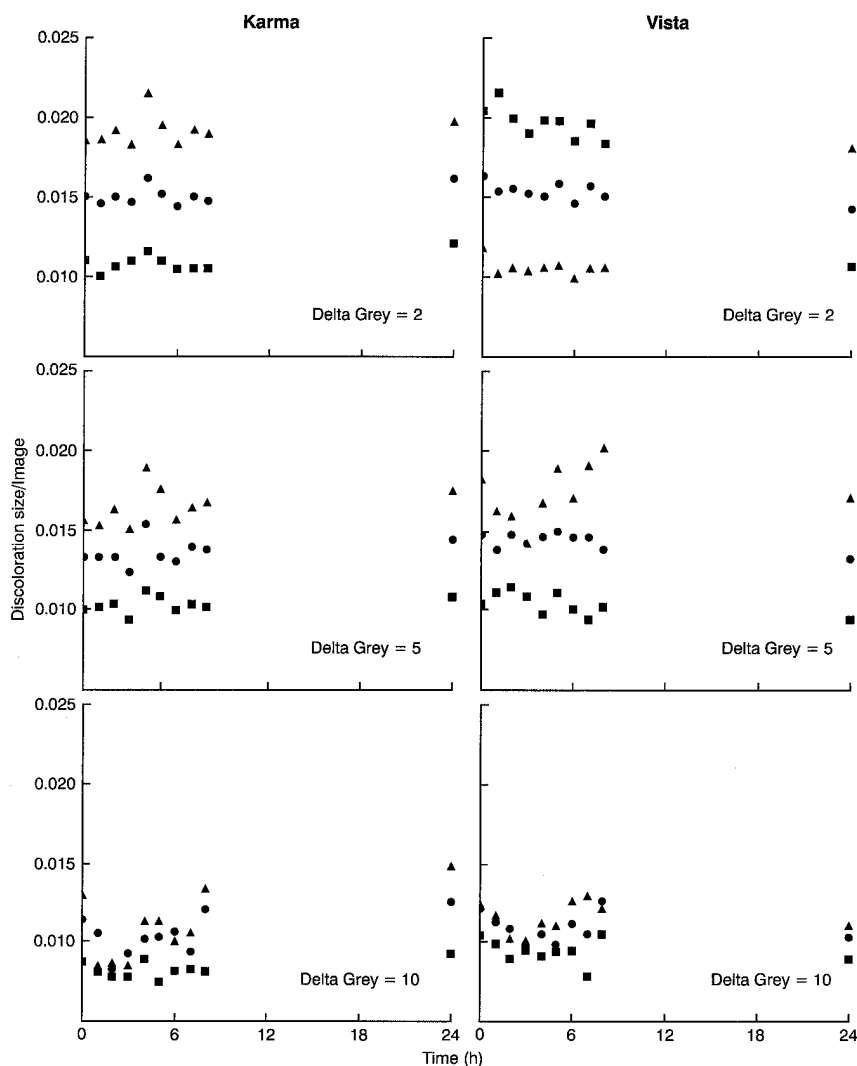 Karma
Vista
0.025
0.020
0.015
0.010
Delta Grey = 2
Delta Grey = 2
0.025
0.020
0.015
0.010
Delta Grey = 5
Delta Grey = 5
Discoloration size/Image
0.025
0.020
0.015
0.010
Delta Grey = 10
Delta Grey = 10
0 6 12 18 24 0 6 12 18 24
Time (h)